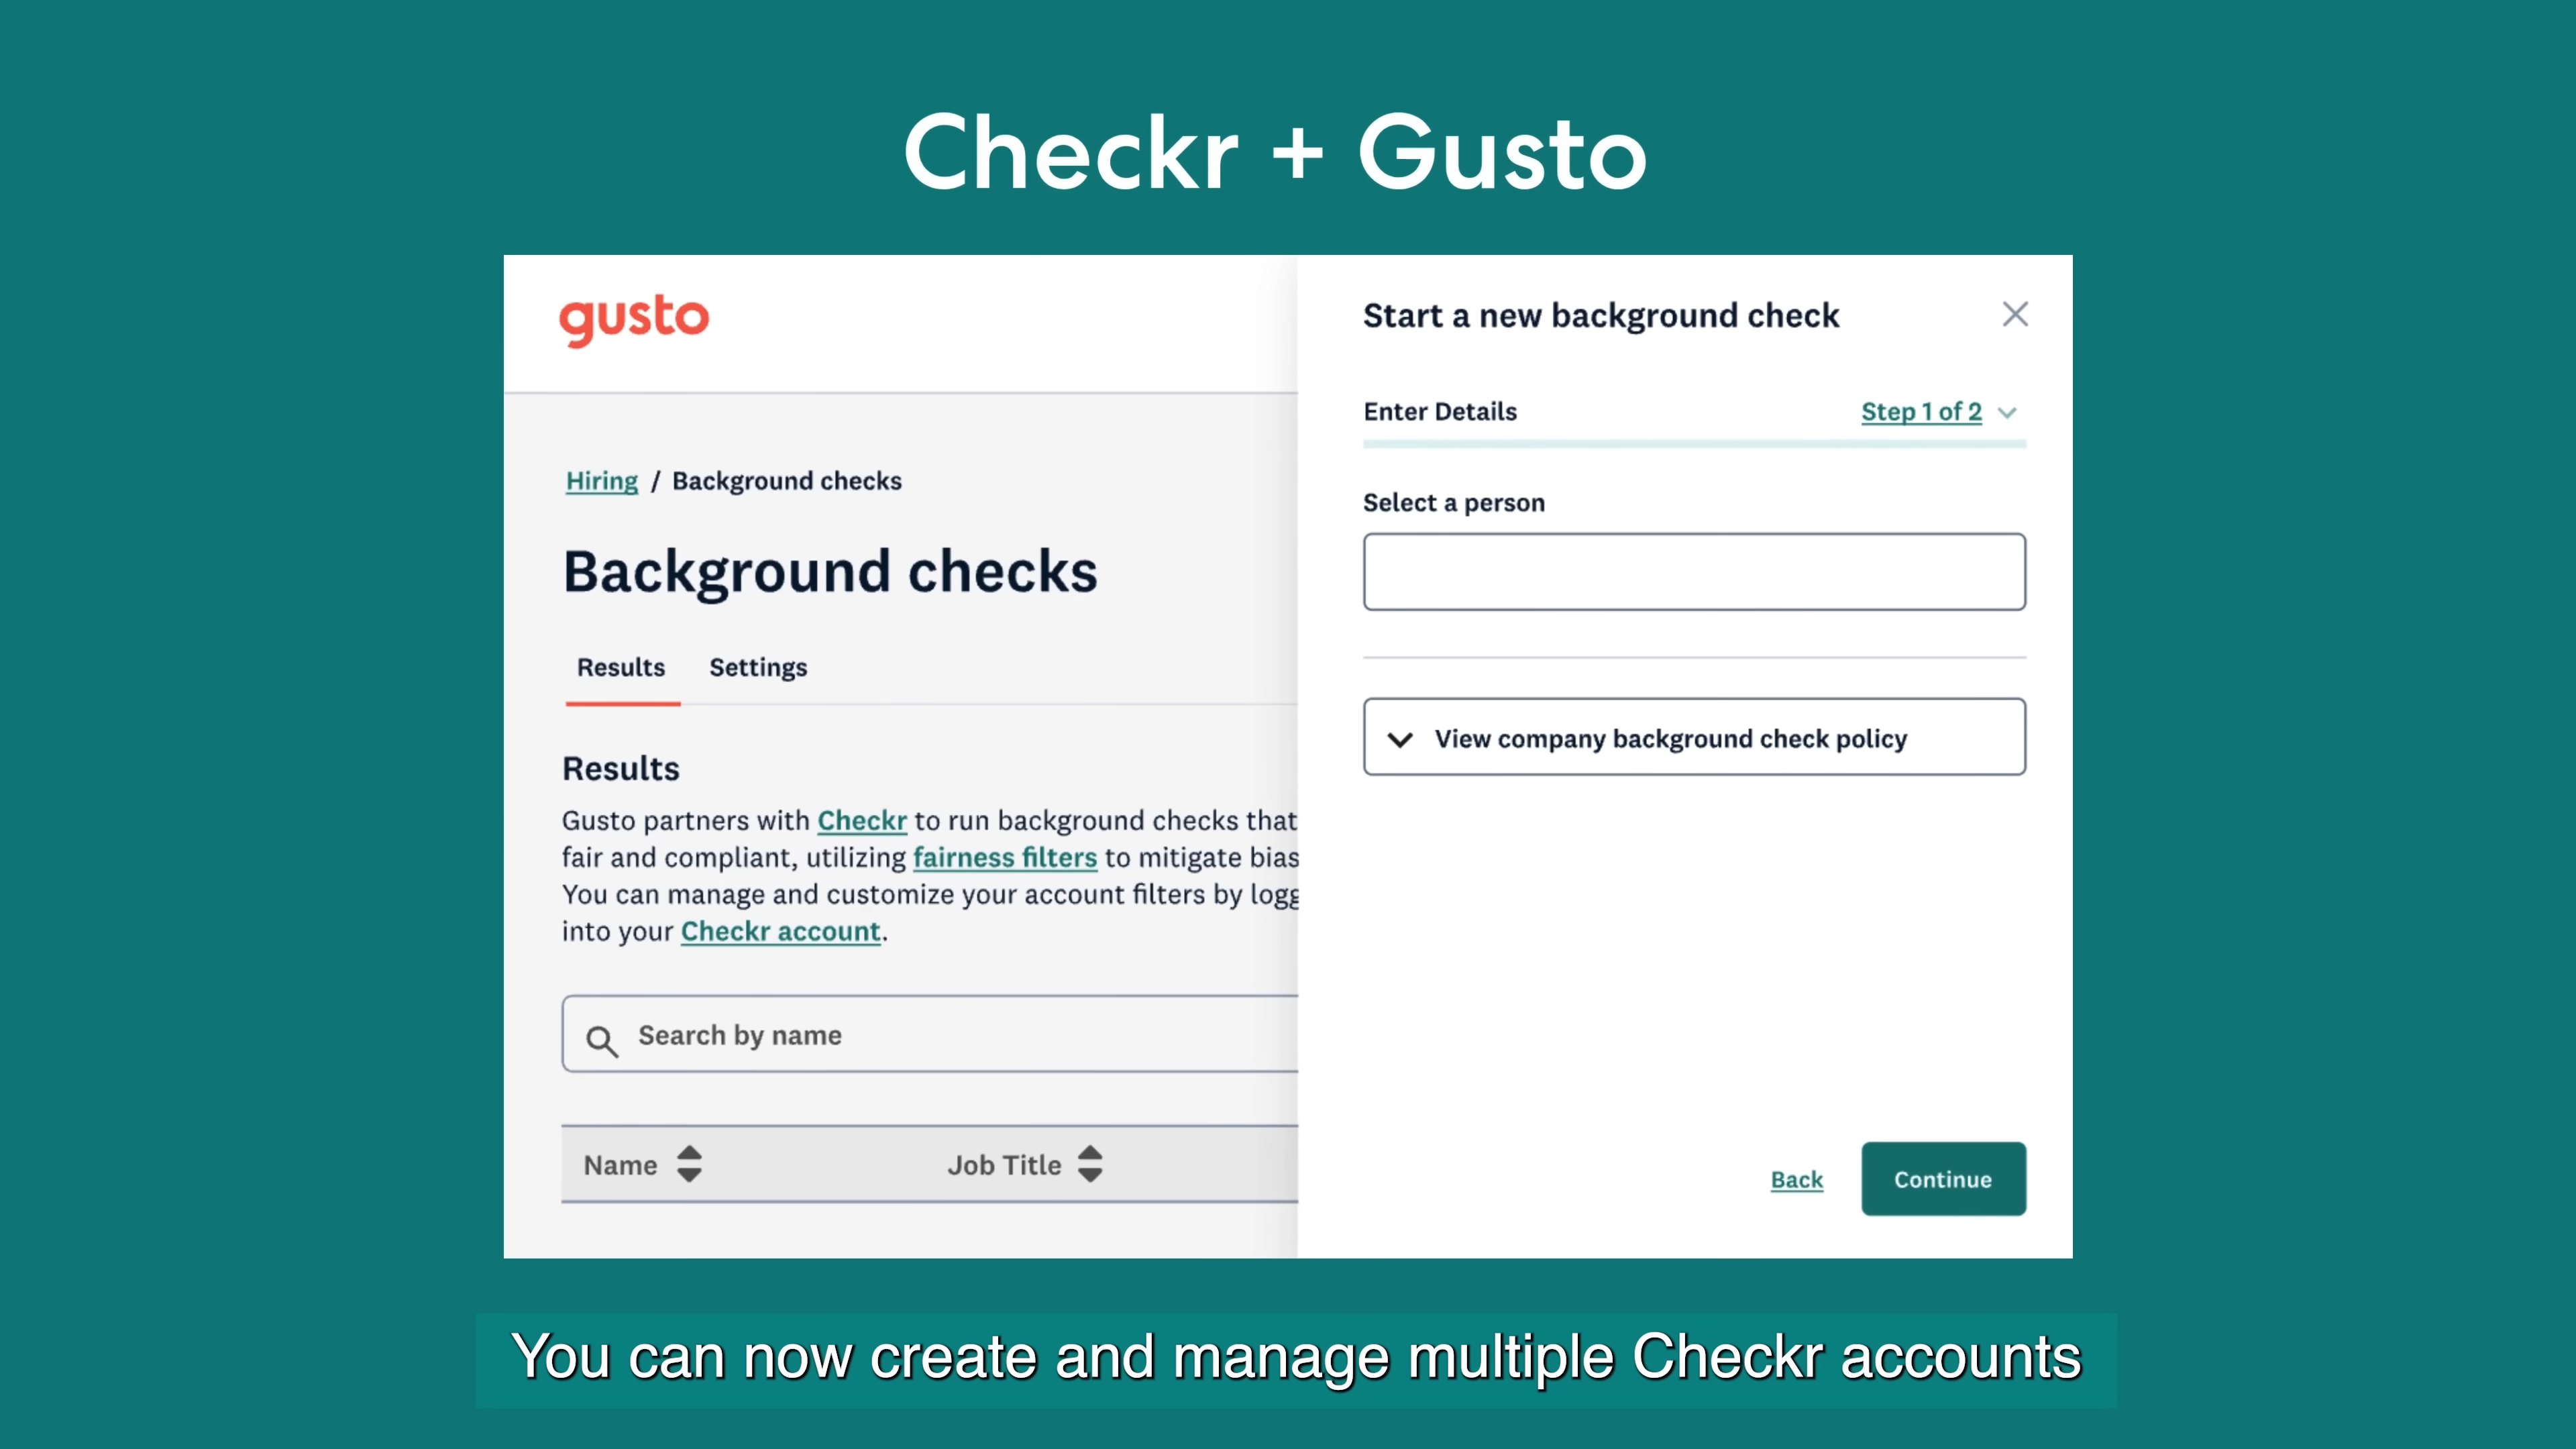 Checkr + Gusto
gusto
Hiring / Background checks
Background checks
Results Settings
Results
Gusto partners with Checkr to run background checks that
fair and compliant, utilizing fairness filters to mitigate bias
You can manage and customize your account filters by logg
into your Checkr account.
Search by name
Name Job Title
Start a new background check
Enter Details Step 1 of 2
Select a person
View company background check policy
Back Continue
You can now create and manage multiple Checkr accounts